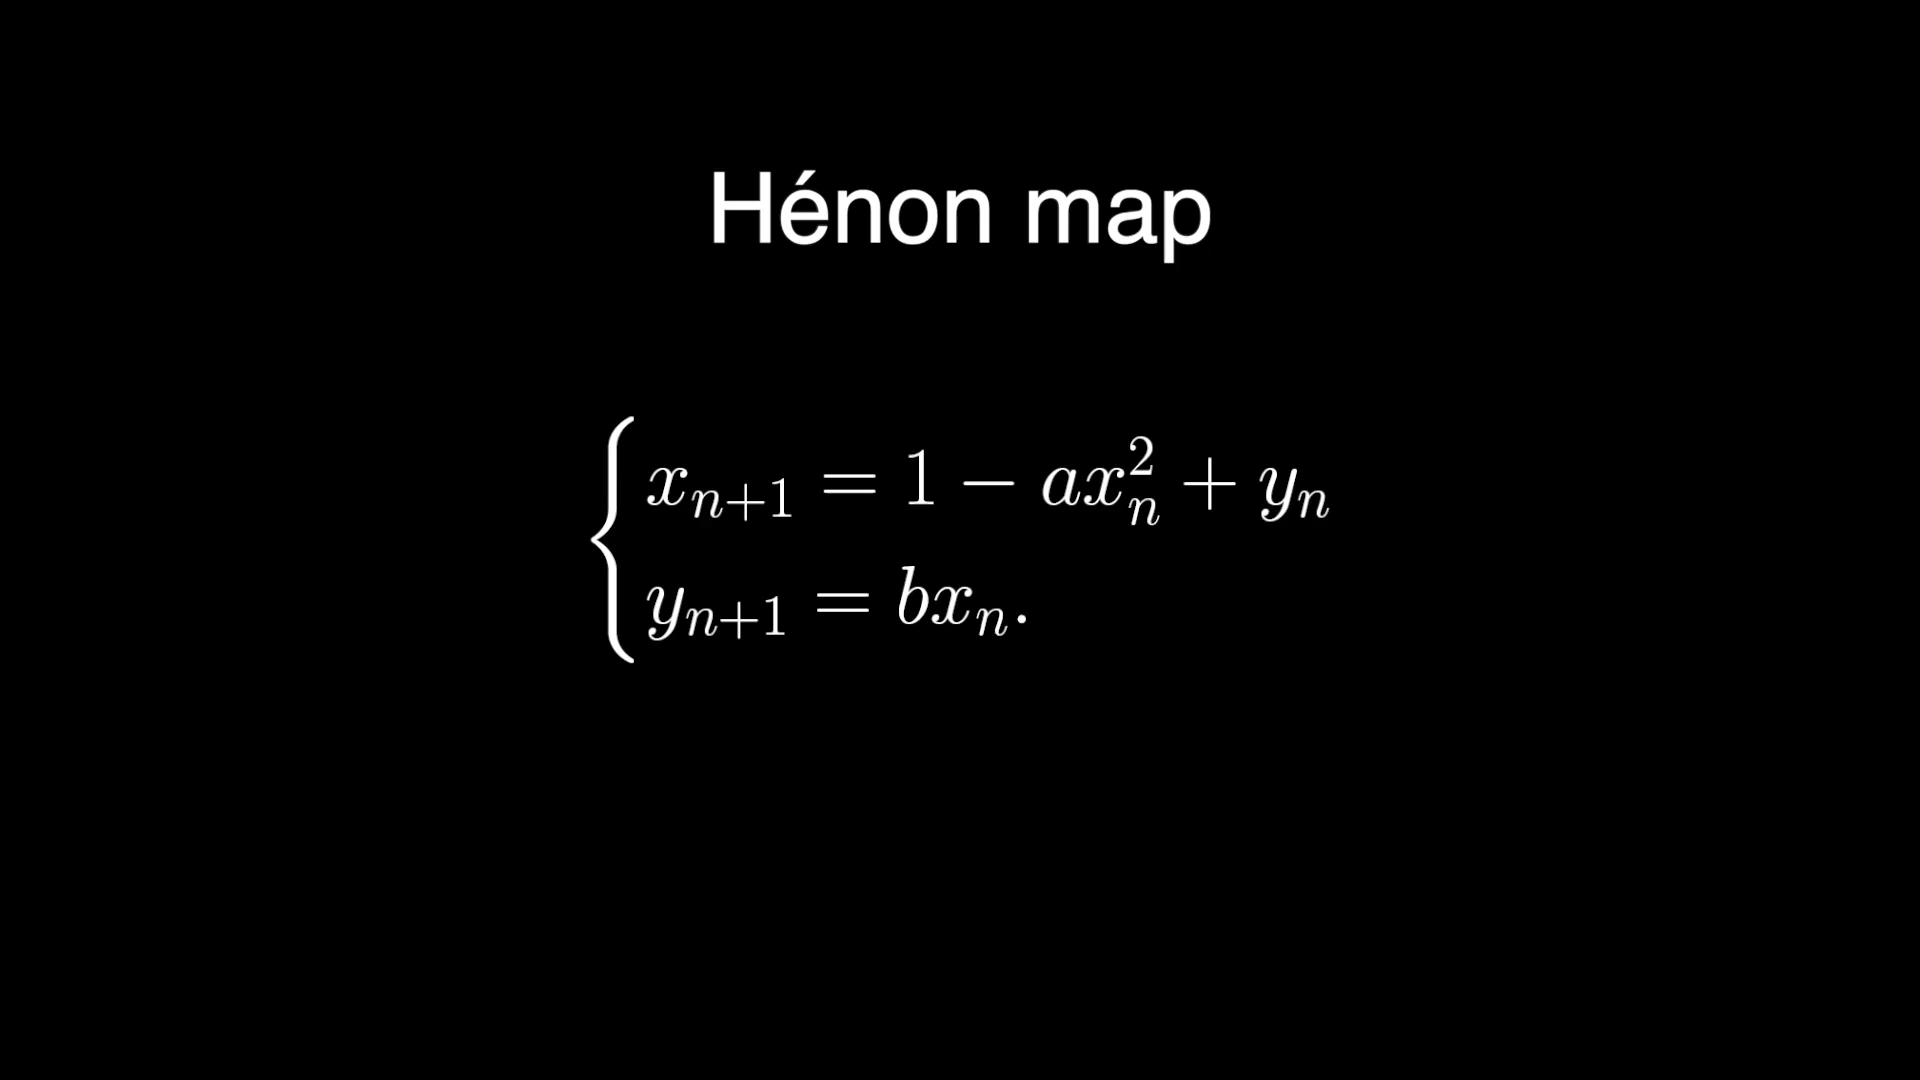 Hénon map
x_{n+1} = 1 - ax_n^2 + y_n
y_{n+1} = bx_n.